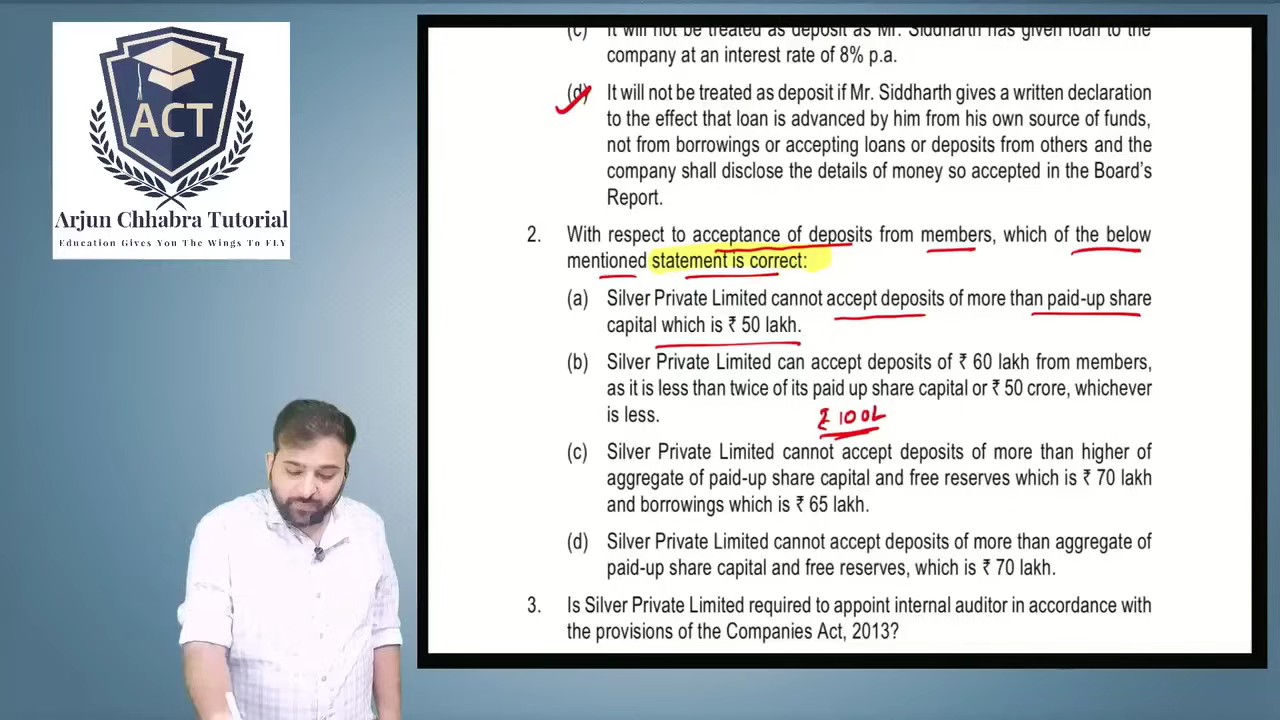 ACT
Arjun Chhabra Tutorial
Education Gives You The Wings To FLY
(c) It will not be treated as deposit as Mr. Siddharth has given loan to the
company at an interest rate of 8% p.a.
(d) It will not be treated as deposit if Mr. Siddharth gives a written declaration
to the effect that loan is advanced by him from his own source of funds,
not from borrowings or accepting loans or deposits from others and the
company shall disclose the details of money so accepted in the Board's
Report.
2. With respect to acceptance of deposits from members, which of the below
mentioned statement is correct:
(a) Silver Private Limited cannot accept deposits of more than paid-up share
capital which is ₹ 50 lakh.
(b) Silver Private Limited can accept deposits of ₹ 60 lakh from members,
as it is less than twice of its paid up share capital or ₹ 50 crore, whichever
is less.
₹ 100L
(c) Silver Private Limited cannot accept deposits of more than higher of
aggregate of paid-up share capital and free reserves which is ₹ 70 lakh
and borrowings which is ₹ 65 lakh.
(d) Silver Private Limited cannot accept deposits of more than aggregate of
paid-up share capital and free reserves, which is ₹ 70 lakh.
3. Is Silver Private Limited required to appoint internal auditor in accordance with
the provisions of the Companies Act, 2013?